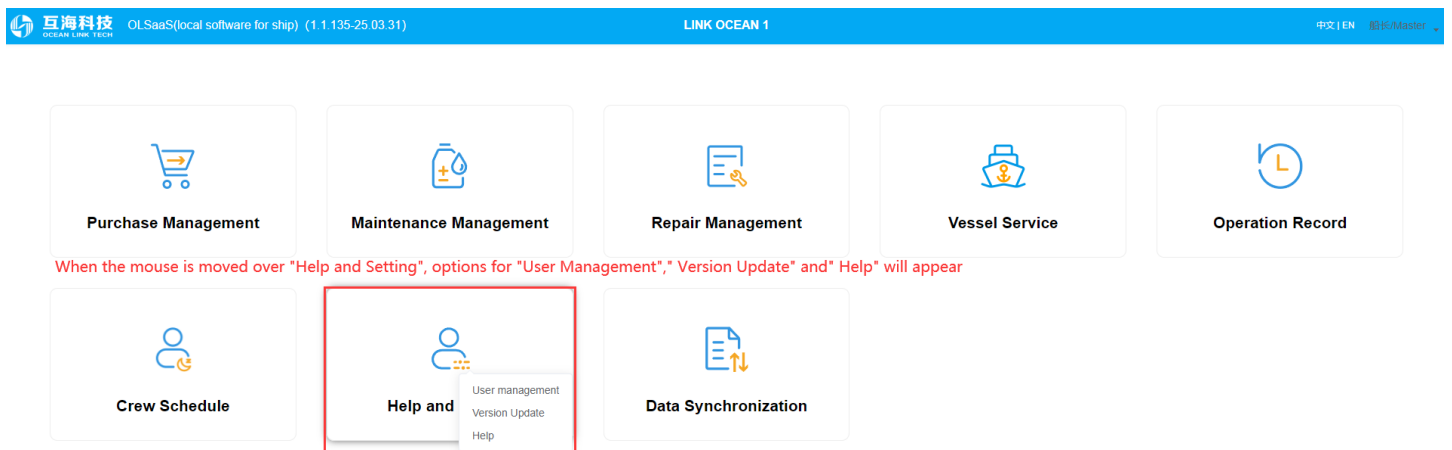 互海科技 OLSaaS(local software for ship) (1.1.135-25.03.31) LINK OCEAN 1 中文 | EN 船长/Master
OCEAN LINK TECH
Purchase Management Maintenance Management Repair Management Vessel Service Operation Record
When the mouse is moved over "Help and Setting", options for "User Management"," Version Update" and" Help" will appear
User management
Crew Schedule Help and Data Synchronization
Version Update
Help